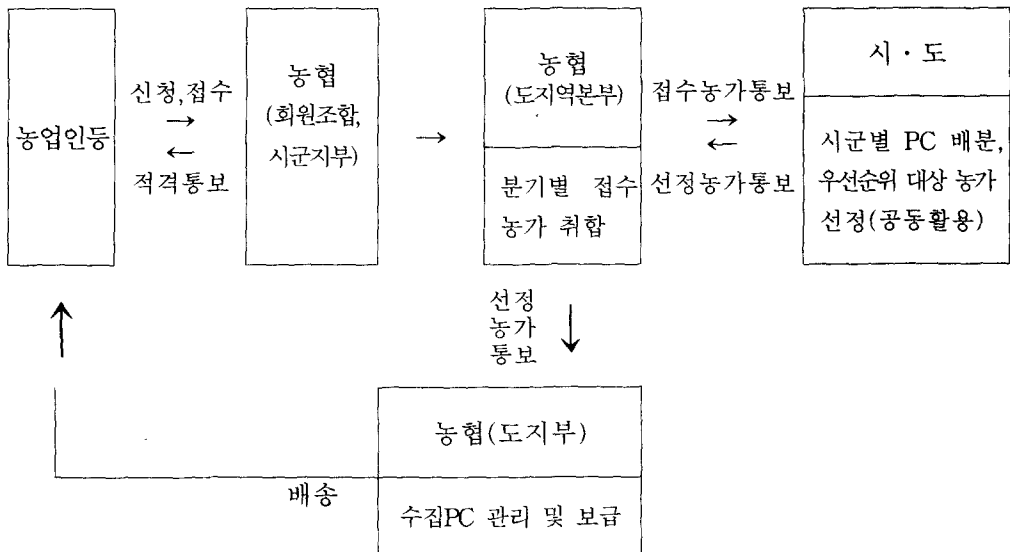 농업인등
신청,접수
→
←
적격통보
농협
(회원조합,
시군지부)
→
농협
(도지역본부)
분기별 접수
농가 취합
접수농가통보
→
←
선정농가통보
시·도
시군별 PC 배분,
우선순위 대상 농가
선정(공동활용)
선정
농가
통보
↓
농협(도지부)
수집PC 관리 및 보급
배송
↑